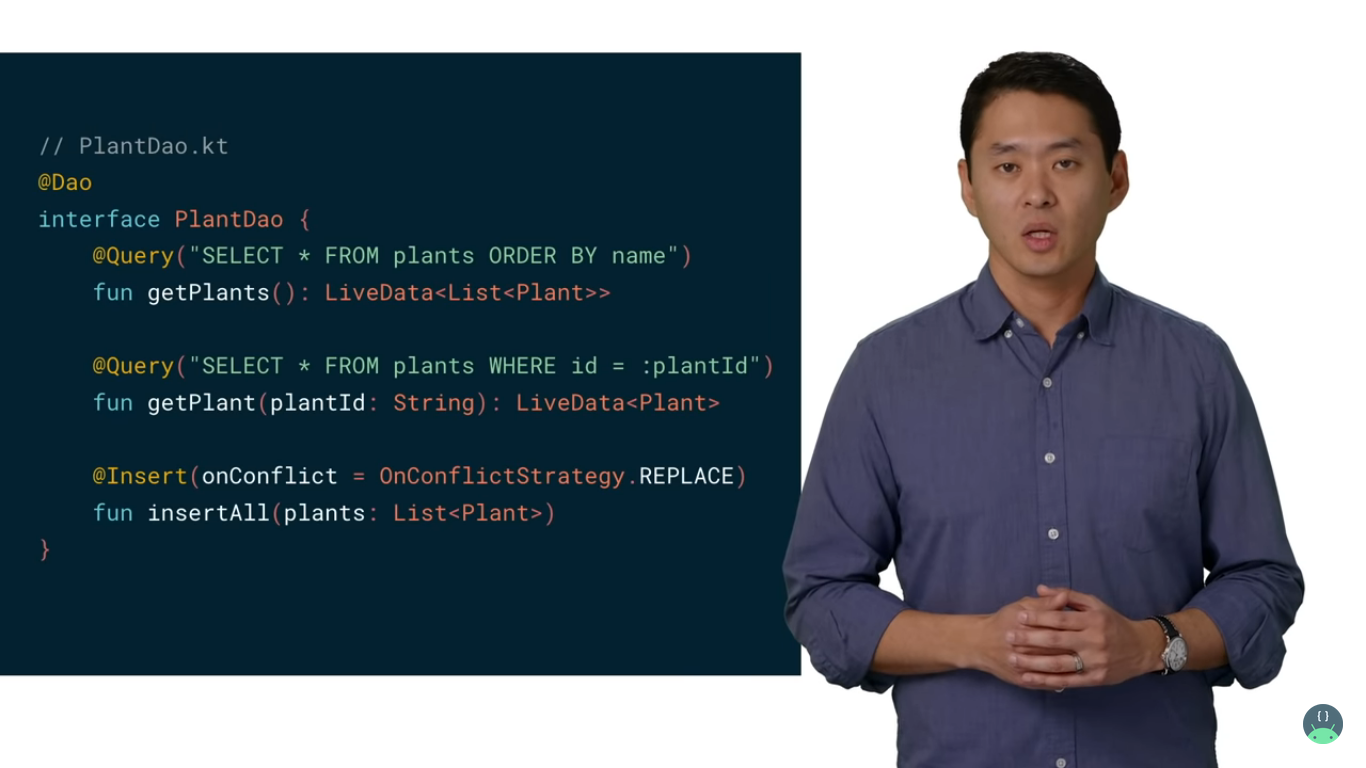 // PlantDao.kt
@Dao
interface PlantDao {
@Query("SELECT * FROM plants ORDER BY name")
fun getPlants(): LiveData<List<Plant>>
@Query("SELECT * FROM plants WHERE id = :plantId")
fun getPlant(plantId: String): LiveData<Plant>
@Insert(onConflict = OnConflictStrategy.REPLACE)
fun insertAll(plants: List<Plant>)
}
{}